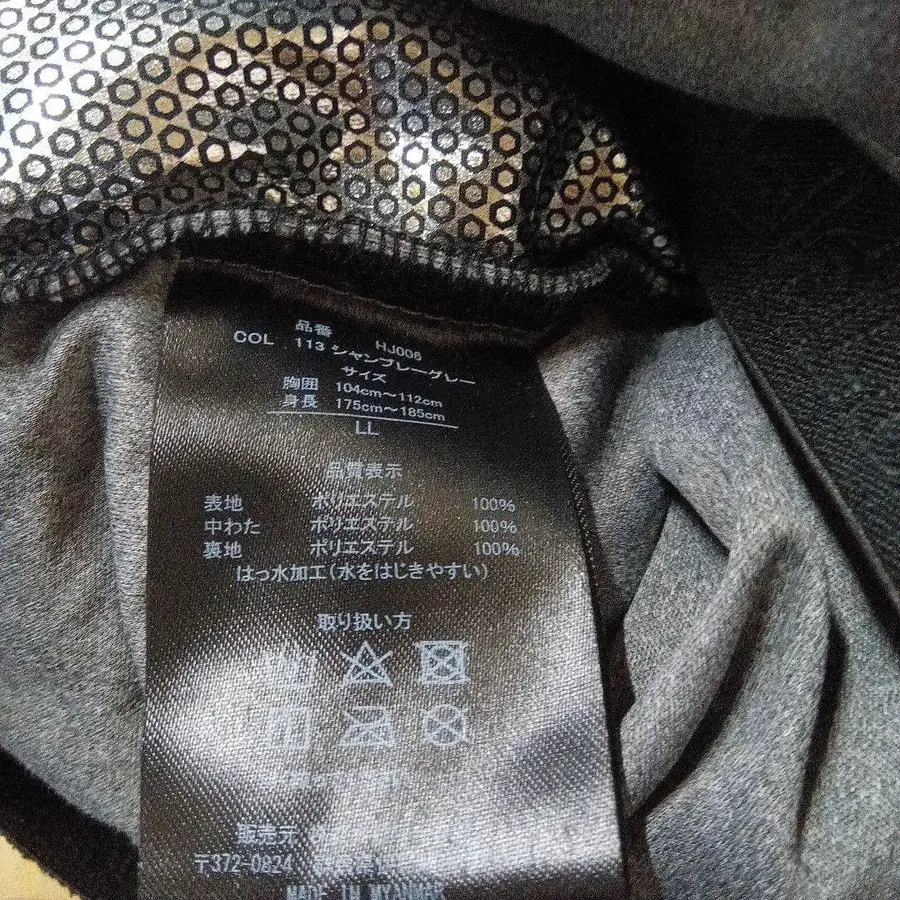 品番 HJ006
COL 113 シャンブレーグレー
サイズ
胸囲 104cm～112cm
身長 175cm～185cm
LL
品質表示
表地 ポリエステル 100%
中わた ポリエステル 100%
裏地 ポリエステル 100%
はっ水加工(水をはじきやすい)
取り扱い方
販売元
〒372-0824
MADE IN MYANMAR